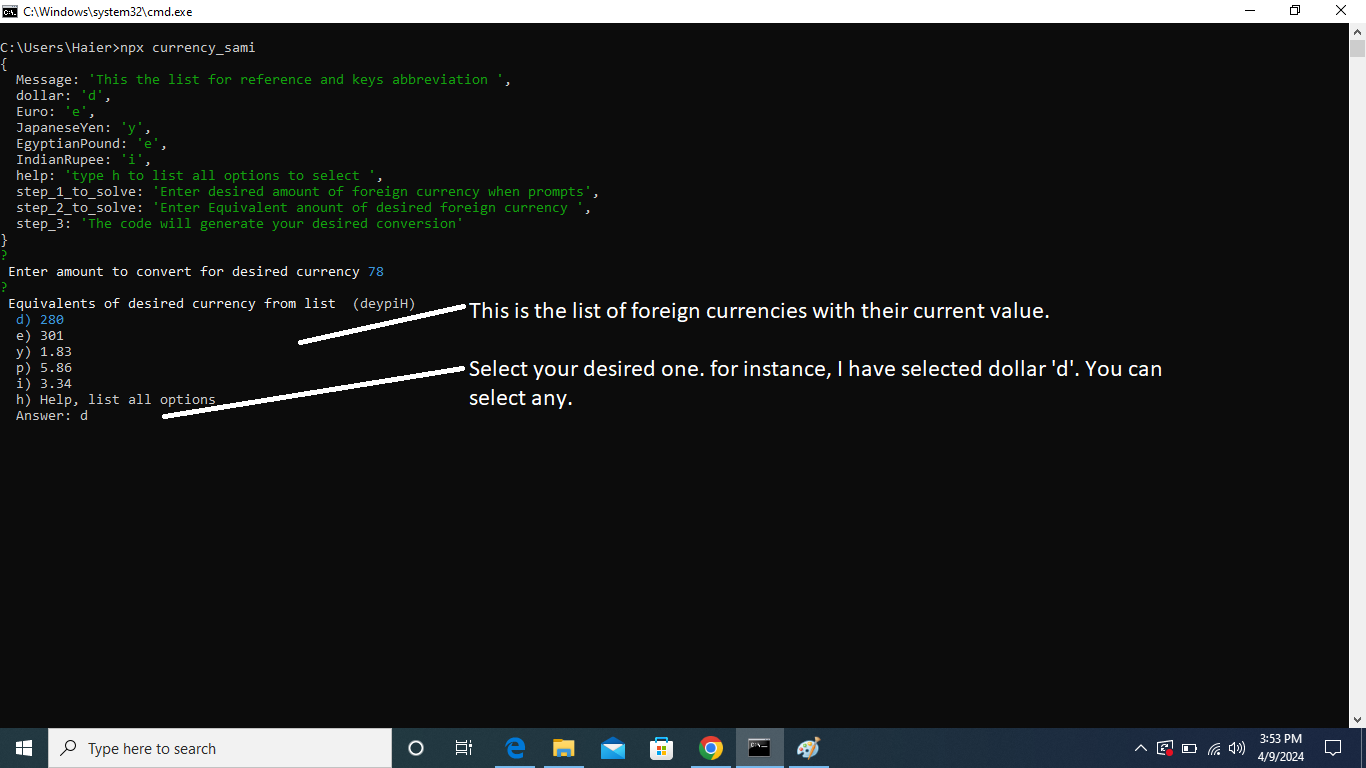 C:\Windows\system32\cmd.exe
C:\Users\Haier>npx currency_sami
{
  Message: 'This the list for reference and keys abbreviation ',
  dollar: 'd',
  Euro: 'e',
  JapaneseYen: 'y',
  EgyptianPound: 'e',
  IndianRupee: 'i',
  help: 'type h to list all options to select ',
  step_1_to_solve: 'Enter desired amount of foreign currency when prompts',
  step_2_to_solve: 'Enter Equivalent anount of desired foreign currency ',
  step_3: 'The code will generate your desired conversion'
}
?
 Enter amount to convert for desired currency 78
?
 Equivalents of desired currency from list  (deypiH)
  d) 280
  e) 301
  y) 1.83
  p) 5.86
  i) 3.34
  h) Help, list all options
  Answer: d
This is the list of foreign currencies with their current value.
Select your desired one. for instance, I have selected dollar 'd'. You can
select any.
Type here to search
3:53 PM
4/9/2024